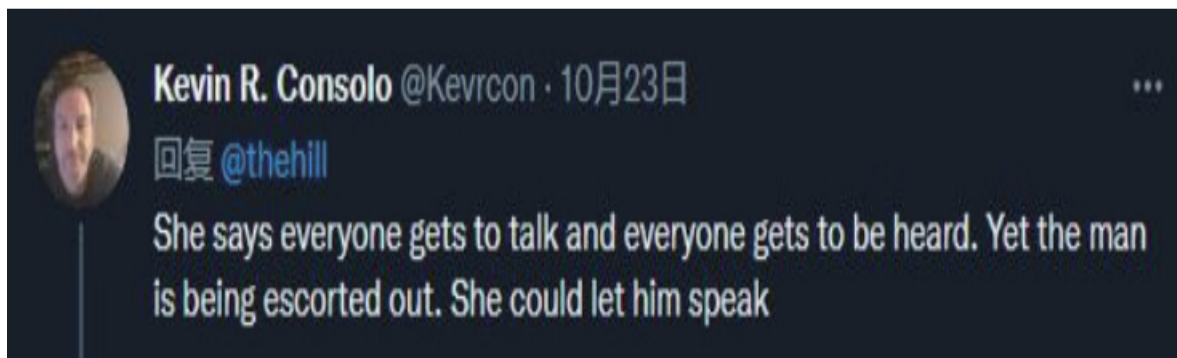 Kevin R. Consolo @Kevrcon · 10月23日
回复 @thehill
She says everyone gets to talk and everyone gets to be heard. Yet the man
is being escorted out. She could let him speak